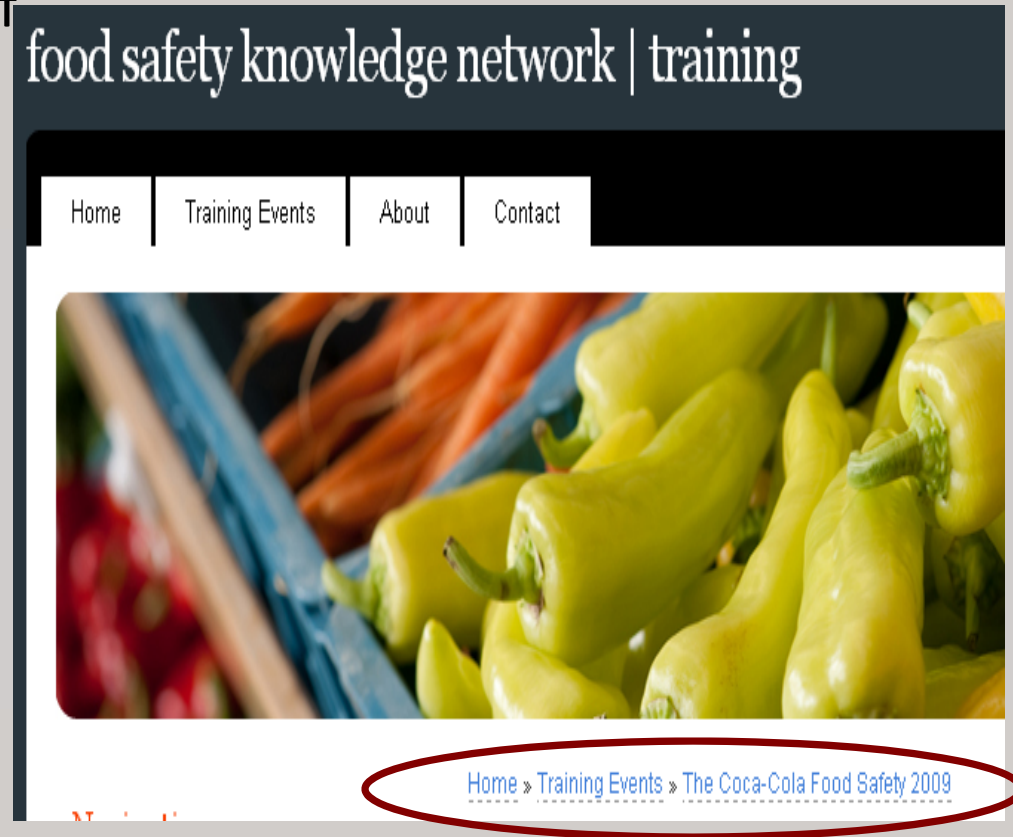 food safety knowledge network | training
Home Training Events About Contact
Home » Training Events » The Coca-Cola Food Safety 2009